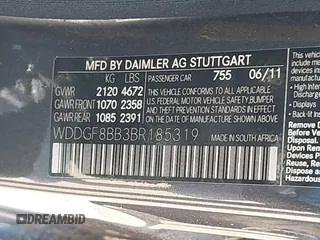 MFD BY DAIMLER AG STUTTGART
KG LBS PASSENGER CAR 755 06/11
GVWR 2120 4672 THIS VEHICLE CONFORMS TO ALL APPLICABLE
GAWR FRONT 1070 2358 U.S. FEDERAL MOTOR VEHICLE SAFETY, BUMPER, AND
GAWR REAR 1085 2391 THEFT PREVENTION STANDARDS IN EFFECT ON THE DATE OF MANUFACTURE SHOWN ABOVE.
WDDGF8BB3BR185319 MADE IN SOUTH AFRICA
DREAMBID